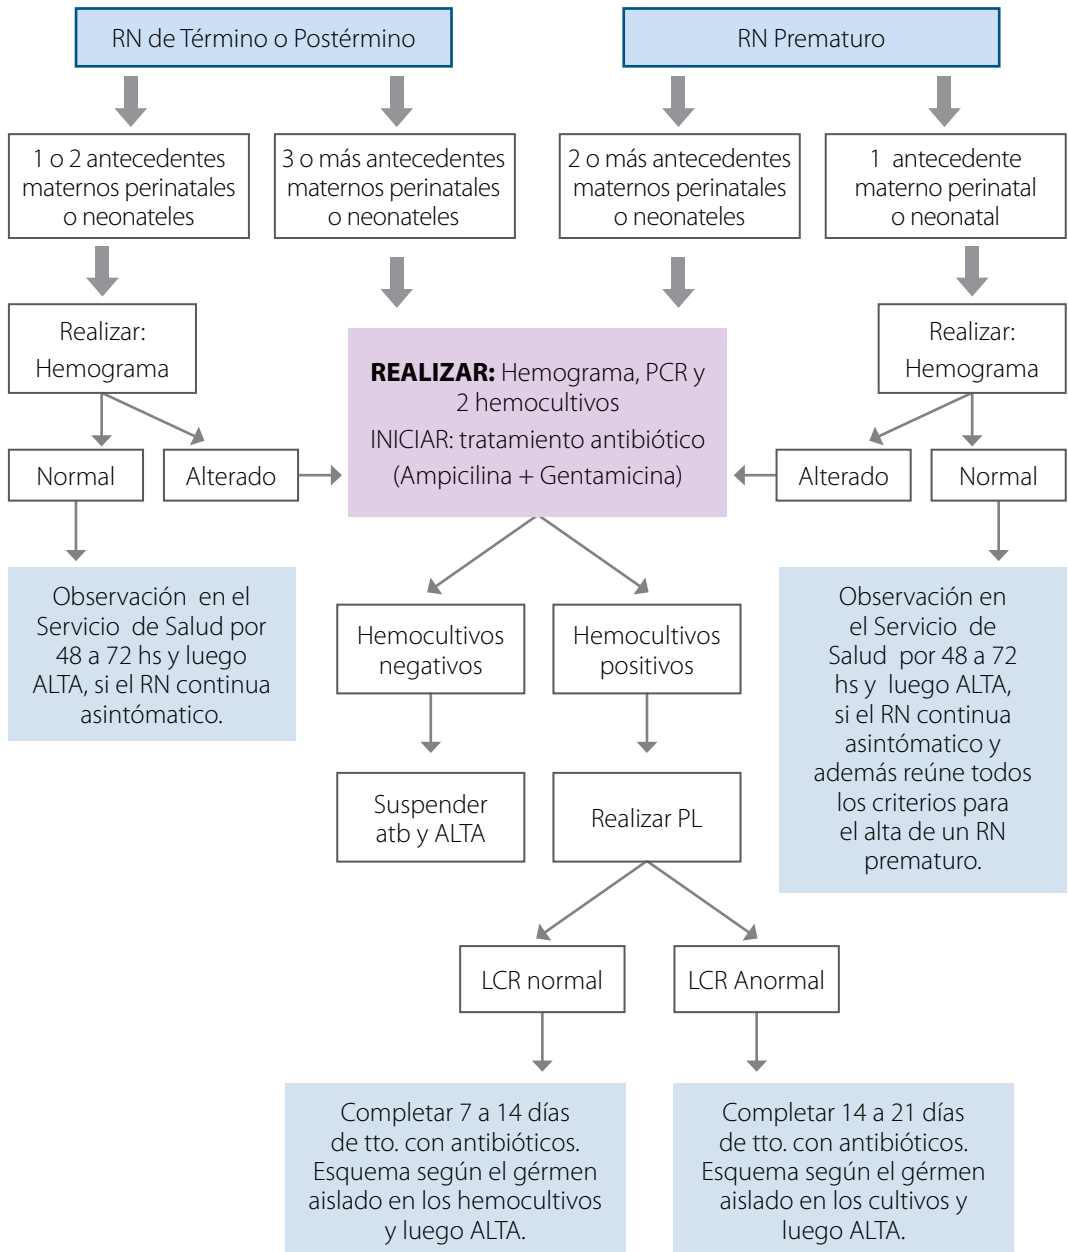 RN de Término o Postérmino
RN Prematuro
1 o 2 antecedentes
maternos perinatales
o neonateles
3 o más antecedentes
maternos perinatales
o neonateles
2 o más antecedentes
maternos perinatales
o neonateles
1 antecedente
materno perinatal
o neonatal
Realizar:
Hemograma
REALIZAR: Hemograma, PCR y
2 hemocultivos
INICIAR: tratamiento antibiótico
(Ampicilina + Gentamicina)
Realizar:
Hemograma
Normal
Alterado
Alterado
Normal
Observación en el
Servicio de Salud por
48 a 72 hs y luego
ALTA, si el RN continua
asintómatico.
Hemocultivos
negativos
Hemocultivos
positivos
Observación en
el Servicio de
Salud por 48 a 72
hs y luego ALTA,
si el RN continua
asintómatico y
además reúne todos
los criterios para
el alta de un RN
prematuro.
Suspender
atb y ALTA
Realizar PL
LCR normal
LCR Anormal
Completar 7 a 14 días
de tto. con antibióticos.
Esquema según el gérmen
aislado en los hemocultivos
y luego ALTA.
Completar 14 a 21 días
de tto. con antibióticos.
Esquema según el gérmen
aislado en los cultivos y
luego ALTA.